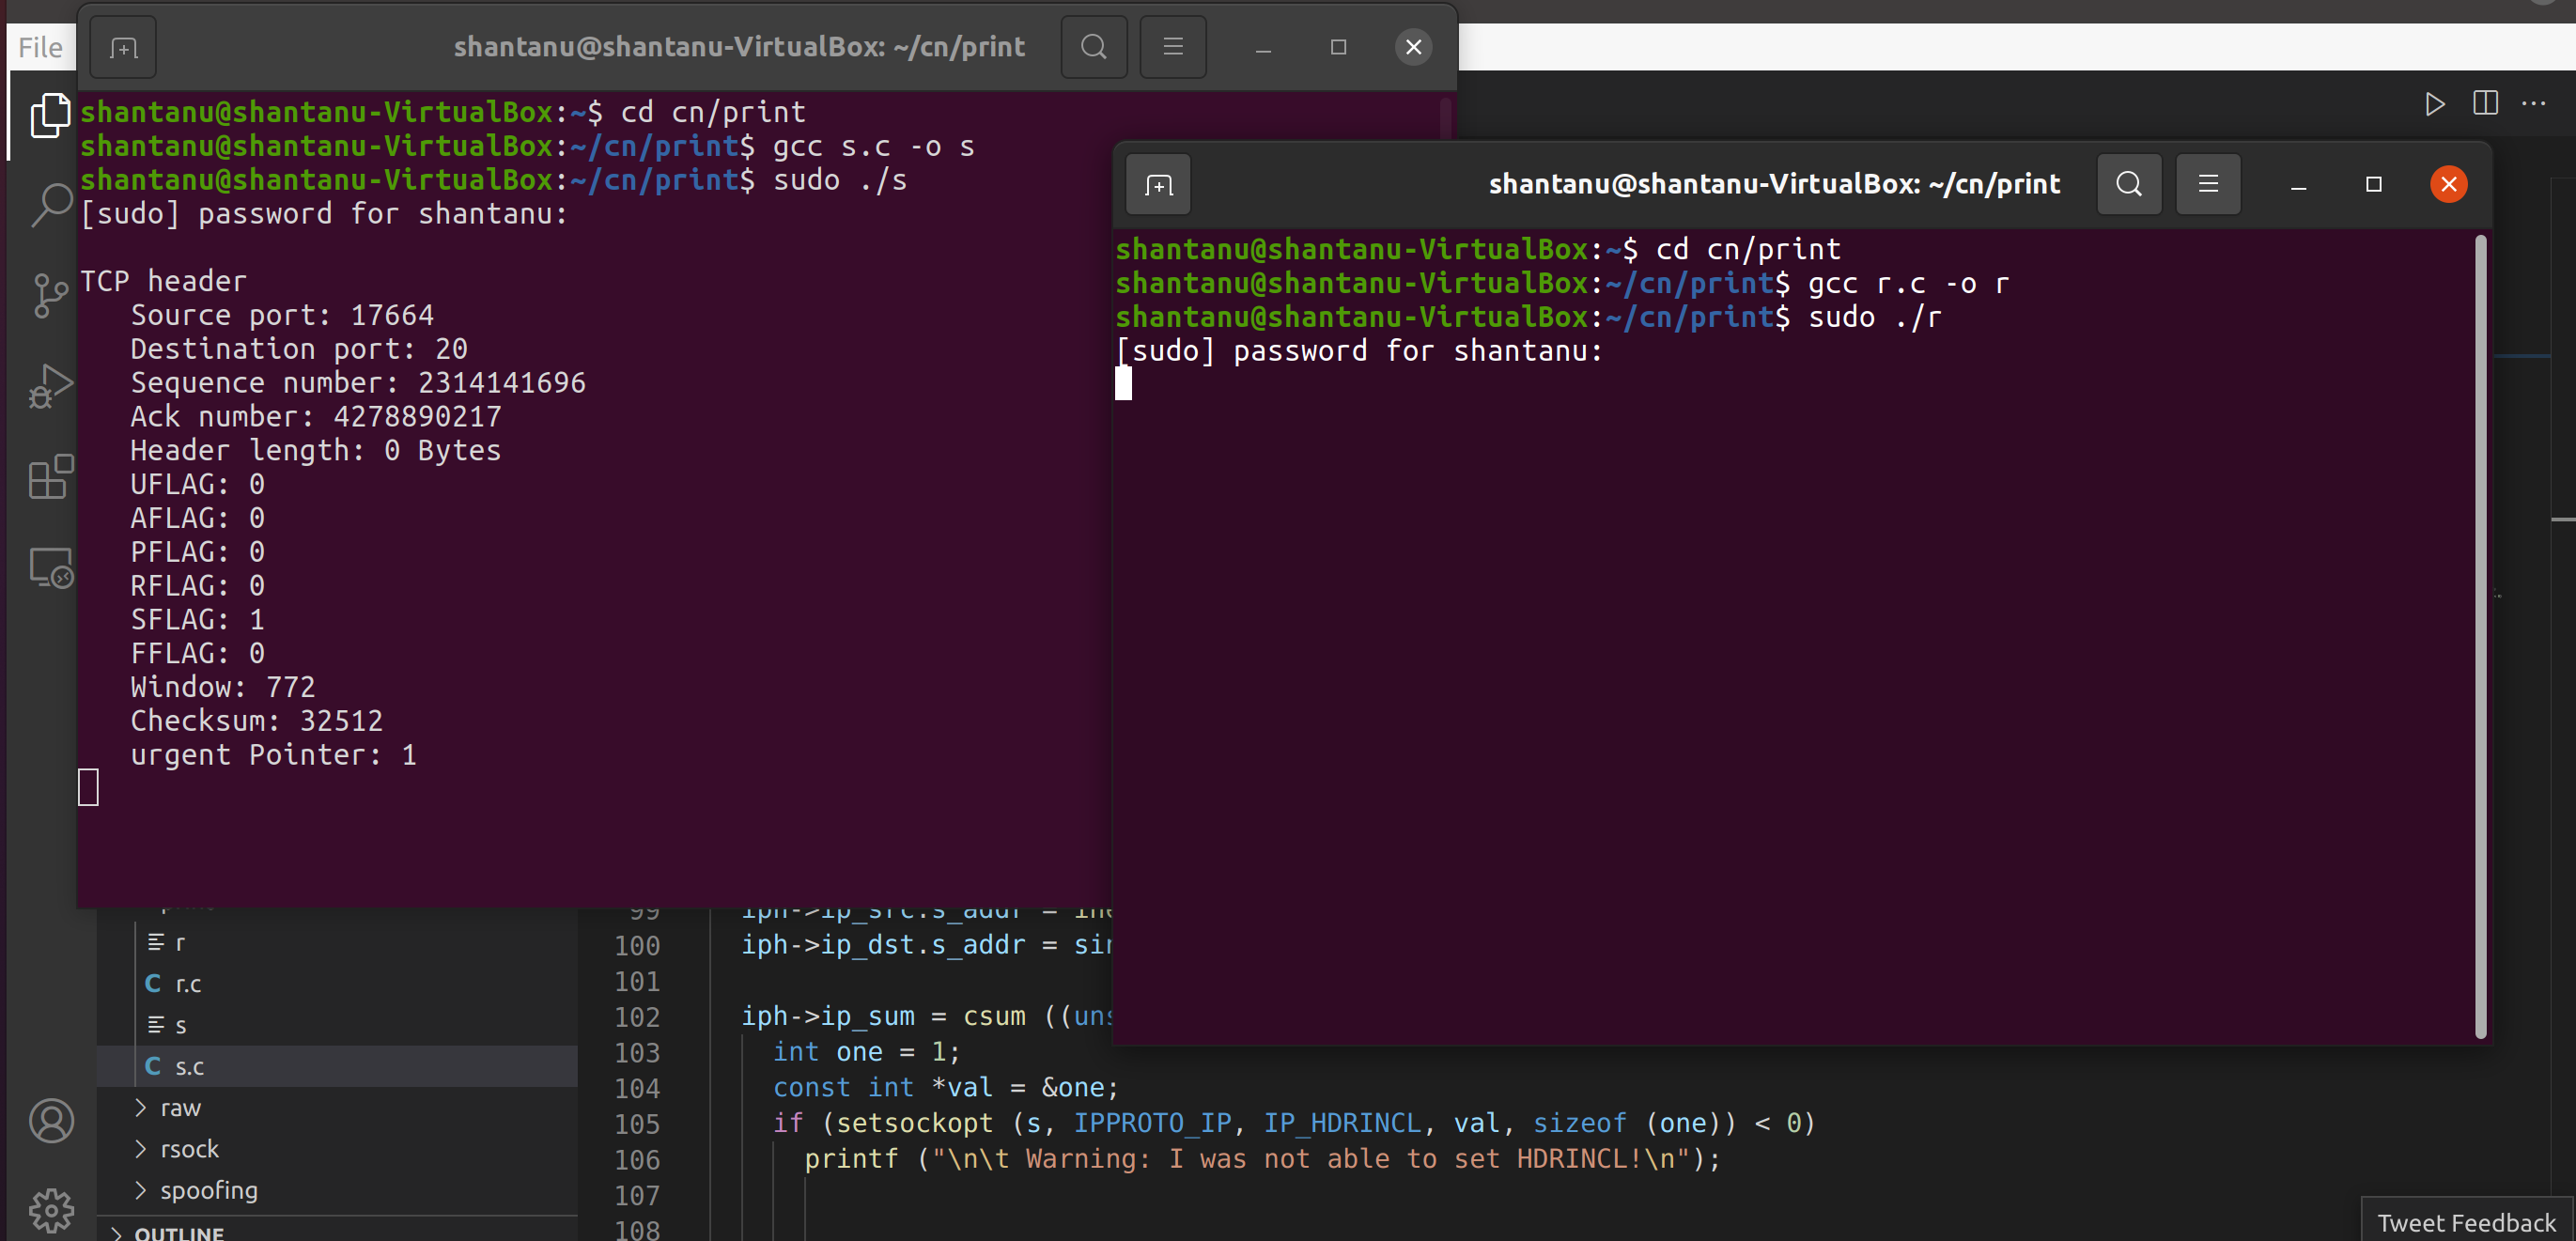 File
shantanu@shantanu-VirtualBox: ~/cn/print
shantanu@shantanu-VirtualBox:~$ cd cn/print
shantanu@shantanu-VirtualBox:~/cn/print$ gcc s.c -o s
shantanu@shantanu-VirtualBox:~/cn/print$ sudo ./s
[sudo] password for shantanu:
TCP header
Source port: 17664
Destination port: 20
Sequence number: 2314141696
Ack number: 4278890217
Header length: 0 Bytes
UFLAG: 0
AFLAG: 0
PFLAG: 0
RFLAG: 0
SFLAG: 1
FFLAG: 0
Window: 772
Checksum: 32512
urgent Pointer: 1
shantanu@shantanu-VirtualBox: ~/cn/print
shantanu@shantanu-VirtualBox:~$ cd cn/print
shantanu@shantanu-VirtualBox:~/cn/print$ gcc r.c -o r
shantanu@shantanu-VirtualBox:~/cn/print$ sudo ./r
[sudo] password for shantanu:
r
C r.c
s
C s.c
raw
rsock
spoofing
OUTLINE
99 iph->ip_src.s_addr =
100 iph->ip_dst.s_addr =
101
102 iph->ip_sum = csum ((
103 int one = 1;
104 const int *val = &one;
105 if (setsockopt (s, IPPROTO_IP, IP_HDRINCL, val, sizeof (one)) < 0)
106 printf ("\n\t Warning: I was not able to set HDRINCL!\n");
107
108
Tweet Feedback